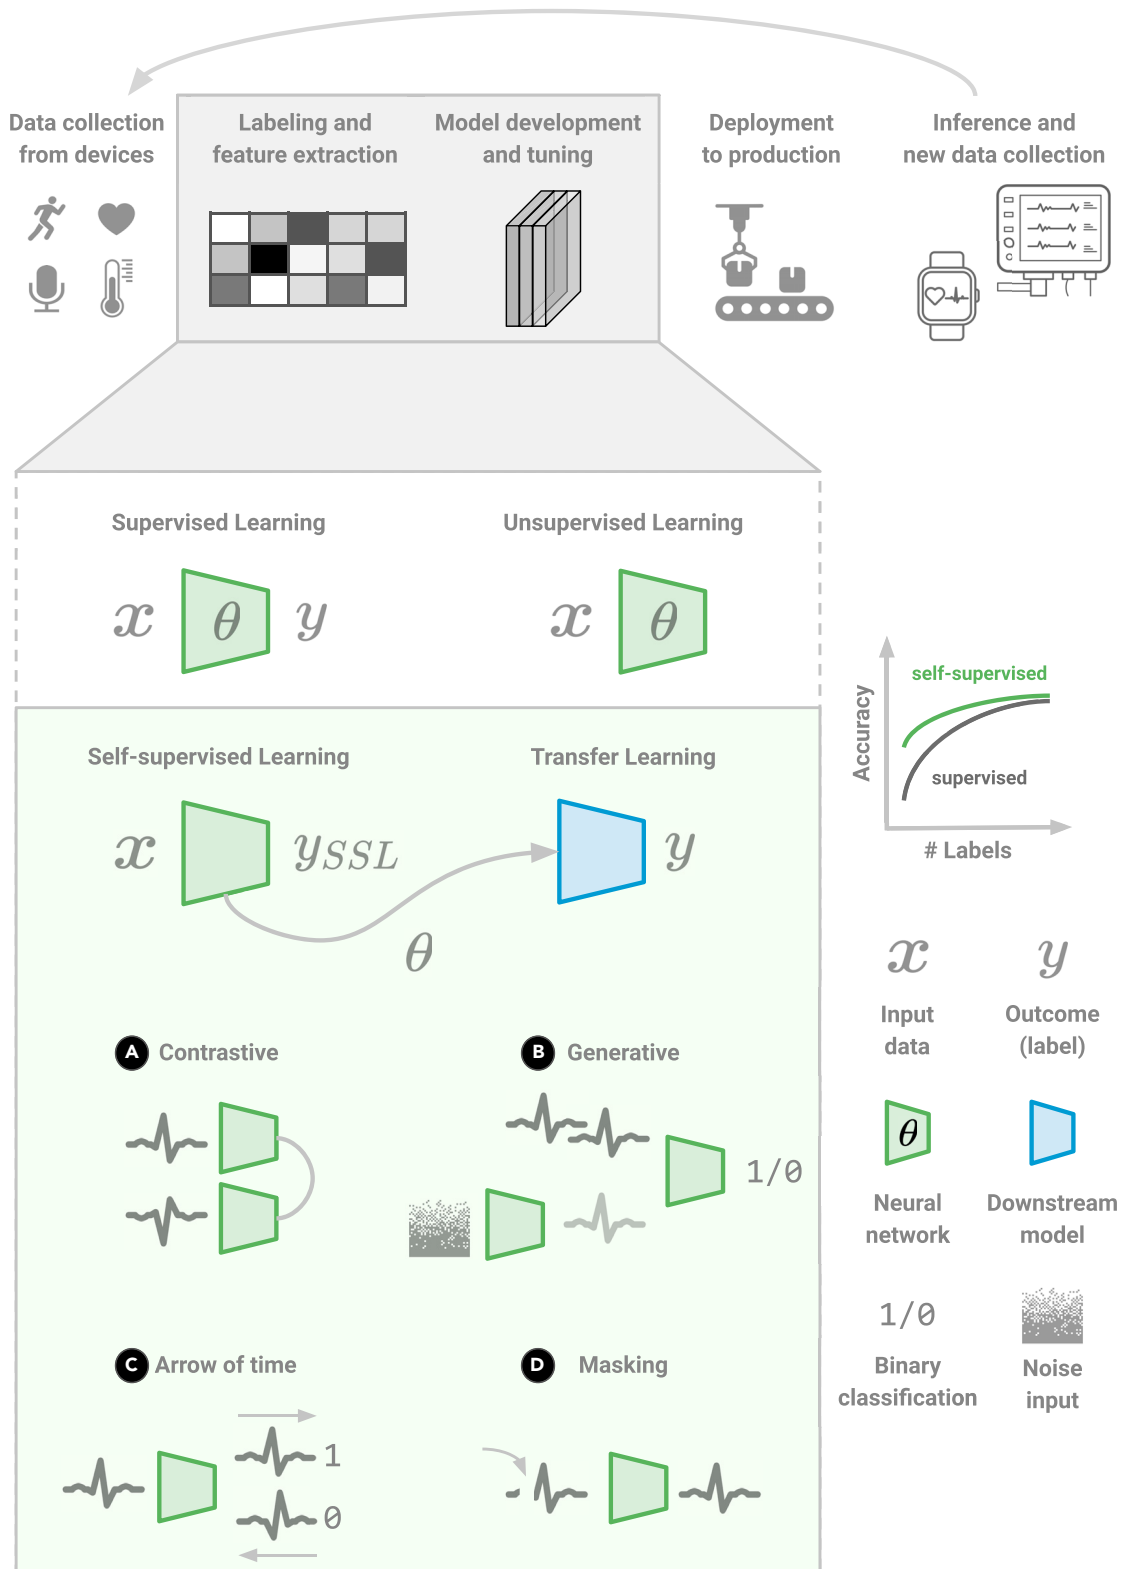 Data collection
from devices
Labeling and
feature extraction
Model development
and tuning
Deployment
to production
Inference and
new data collection
Supervised Learning
Unsupervised Learning
x θ y
x θ
self-supervised
supervised
Accuracy
# Labels
Self-supervised Learning
Transfer Learning
x ySSL
y
θ
x
y
Input
data
Outcome
(label)
A Contrastive
B Generative
1/0
θ
Neural
network
Downstream
model
1/0
Binary
classification
Noise
input
C Arrow of time
1
0
D Masking